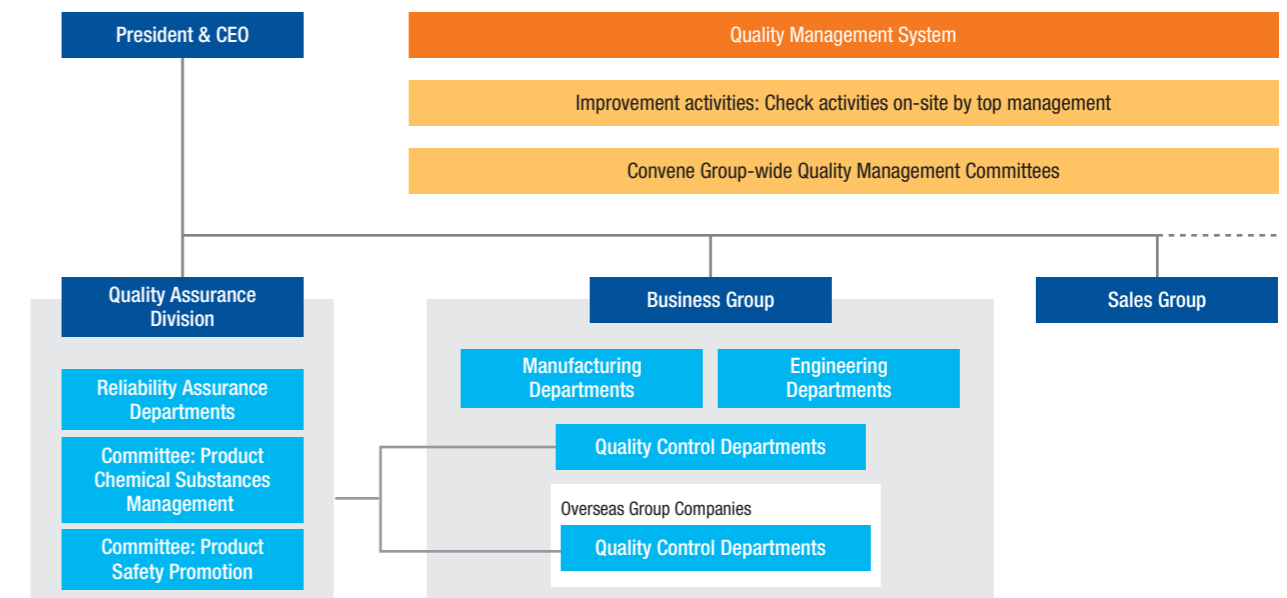 President & CEO
Quality Management System
Improvement activities: Check activities on-site by top management
Convene Group-wide Quality Management Committees
Quality Assurance
Division
Business Group
Sales Group
Reliability Assurance
Departments
Committee: Product
Chemical Substances
Management
Committee: Product
Safety Promotion
Manufacturing
Departments
Engineering
Departments
Quality Control Departments
Overseas Group Companies
Quality Control Departments